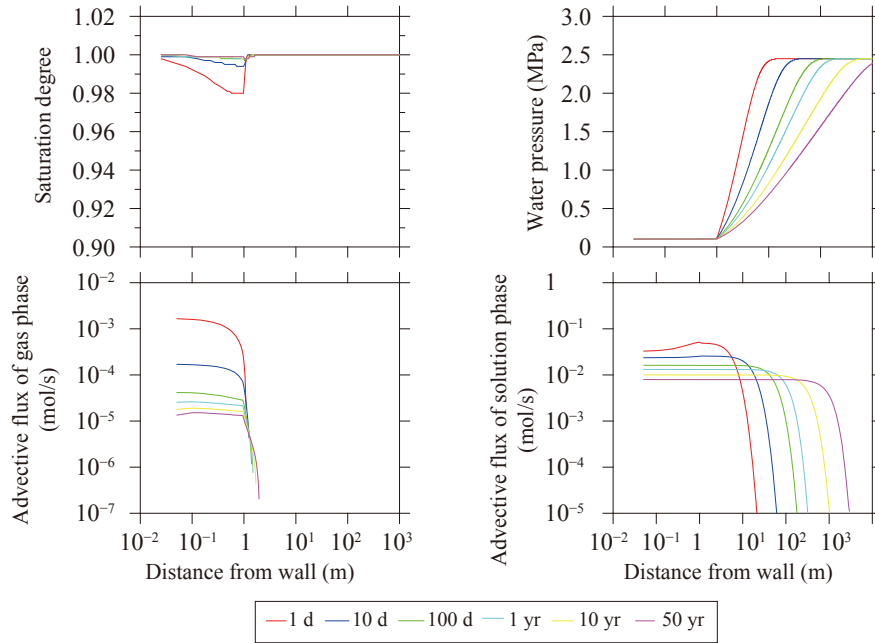 Saturation degree
1.02
1.00
0.98
0.96
0.94
0.92
0.90
Water pressure (MPa)
3.0
2.5
2.0
1.5
1.0
0.5
0
Advective flux of gas phase
(mol/s)
10⁻²
10⁻³
10⁻⁴
10⁻⁵
10⁻⁶
10⁻⁷
10⁻² 10⁻¹ 1 10¹ 10² 10³
Distance from wall (m)
Advective flux of solution phase
(mol/s)
1
10⁻¹
10⁻²
10⁻³
10⁻⁴
10⁻⁵
10⁻² 10⁻¹ 1 10¹ 10² 10³
Distance from wall (m)
1 d 10 d 100 d 1 yr 10 yr 50 yr